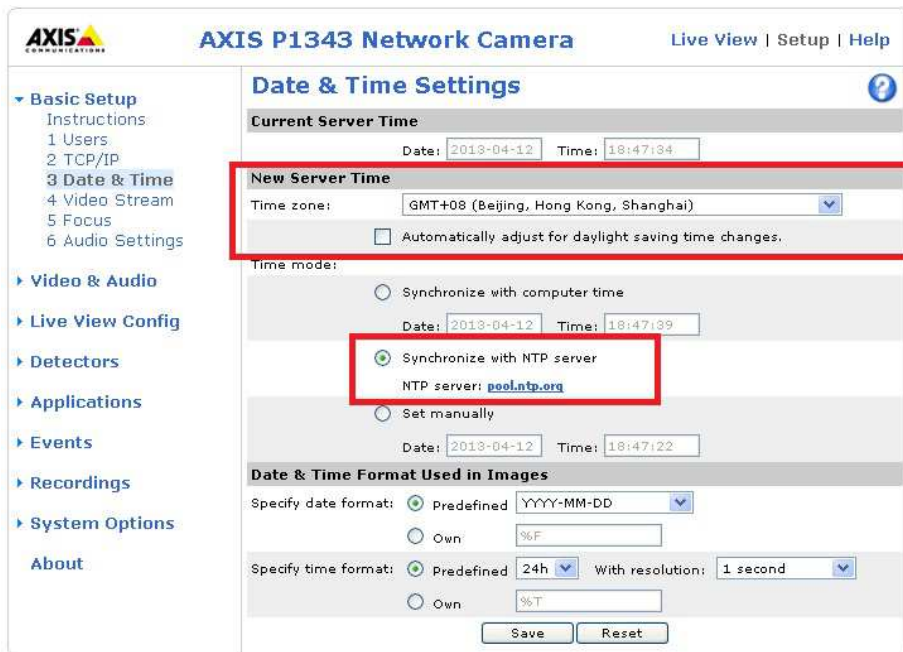 AXIS
COMMUNICATIONS
AXIS P1343 Network Camera
Live View | Setup | Help
Basic Setup
Instructions
1 Users
2 TCP/IP
3 Date & Time
4 Video Stream
5 Focus
6 Audio Settings
Video & Audio
Live View Config
Detectors
Applications
Events
Recordings
System Options
About
Date & Time Settings
?
Current Server Time
Date: 2013-04-12 Time: 18:47:34
New Server Time
Time zone: GMT+08 (Beijing, Hong Kong, Shanghai)
Automatically adjust for daylight saving time changes.
Time mode:
Synchronize with computer time
Date: 2013-04-12 Time: 18:47:39
Synchronize with NTP server
NTP server: pool.ntp.org
Set manually
Date: 2013-04-12 Time: 18:47:22
Date & Time Format Used in Images
Specify date format: Predefined YYYY-MM-DD
Own %F
Specify time format: Predefined 24h With resolution: 1 second
Own %T
Save Reset